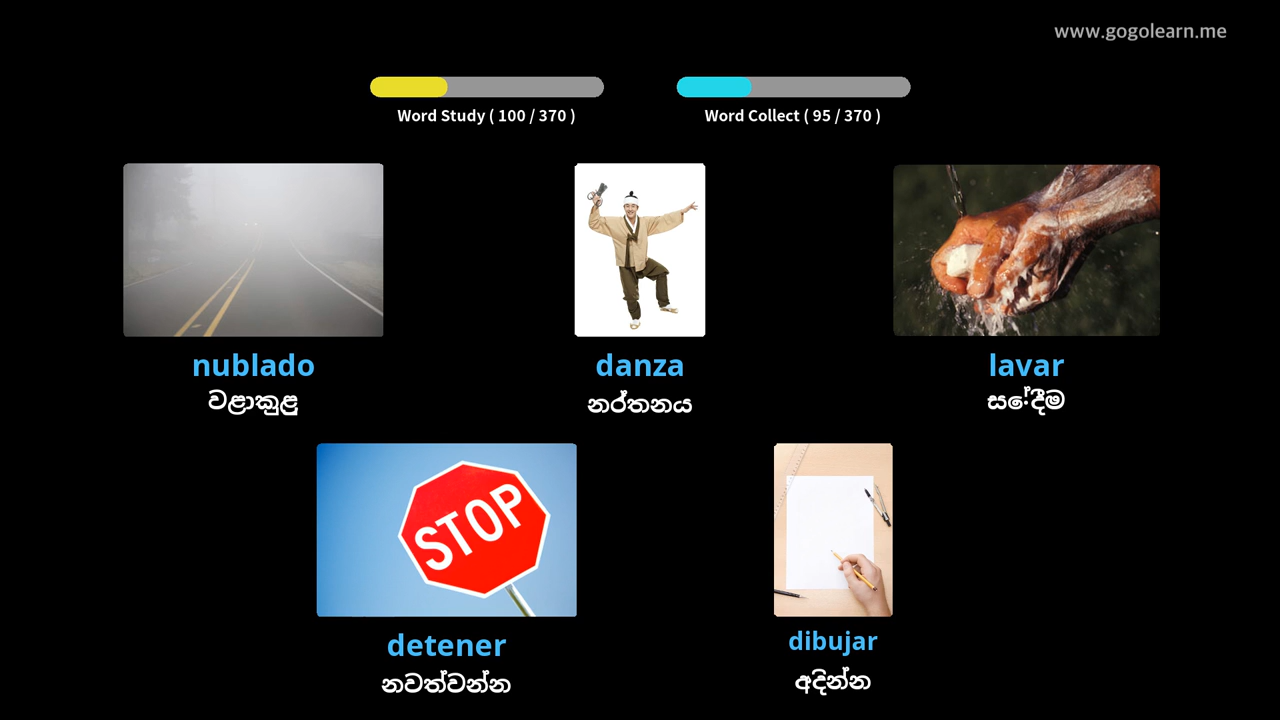 www.gogolearn.me
Word Study ( 100 / 370 )
Word Collect ( 95 / 370 )
nublado
වළාකුළු
danza
නර්තනය
lavar
සේදීම
STOP
detener
නවත්වන්න
dibujar
අඳින්න